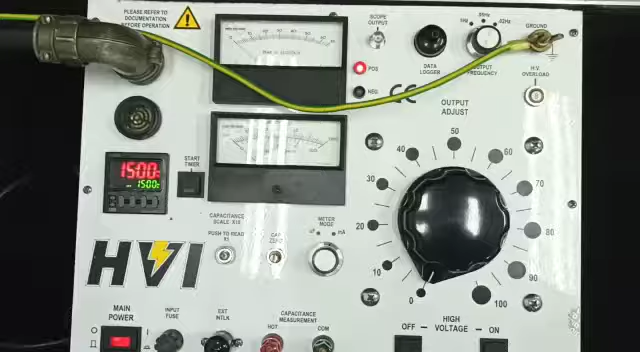 PLEASE REFER TO
DOCUMENTATION
BEFORE OPERATION
SCOPE
OUTPUT
POS
NEG
DATA
LOGGER
OUTPUT
FREQUENCY
GROUND
H.V.
OVERLOAD
OUTPUT
ADJUST
0
10
20
30
40
50
60
70
80
90
100
1500
1500
START
TIMER
CAPACITANCE
SCALE X10
PUSH TO READ
CAP
ZERO
METER
MODE
mA
HVI
MAIN
POWER
INPUT
FUSE
EXT
INTLK
CAPACITANCE
MEASUREMENT
HOT
COM
OFF — HIGH VOLTAGE — ON